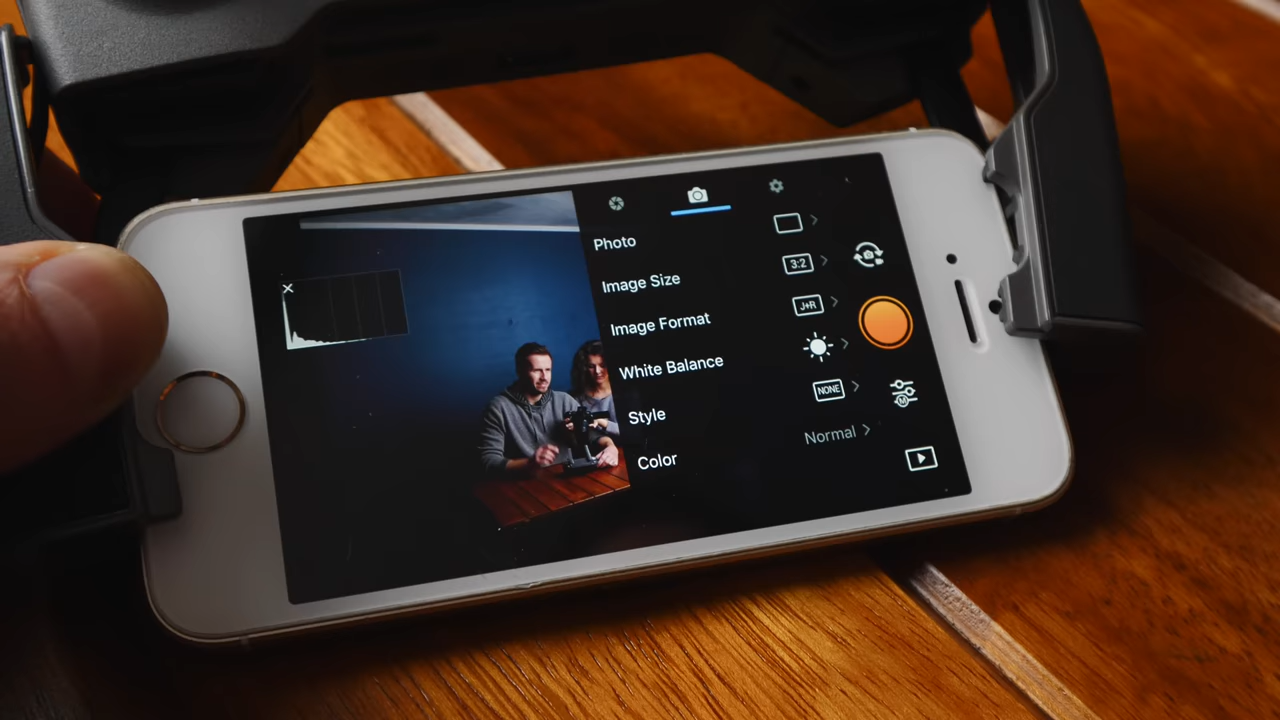 Photo
Image Size
3:2
Image Format
J+R
White Balance
Style
NONE
Color
Normal
M